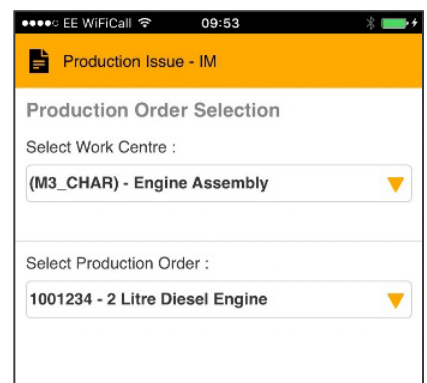 EE WiFiCall 09:53
Production Issue - IM
Production Order Selection
Select Work Centre :
(M3_CHAR) - Engine Assembly
Select Production Order :
1001234 - 2 Litre Diesel Engine